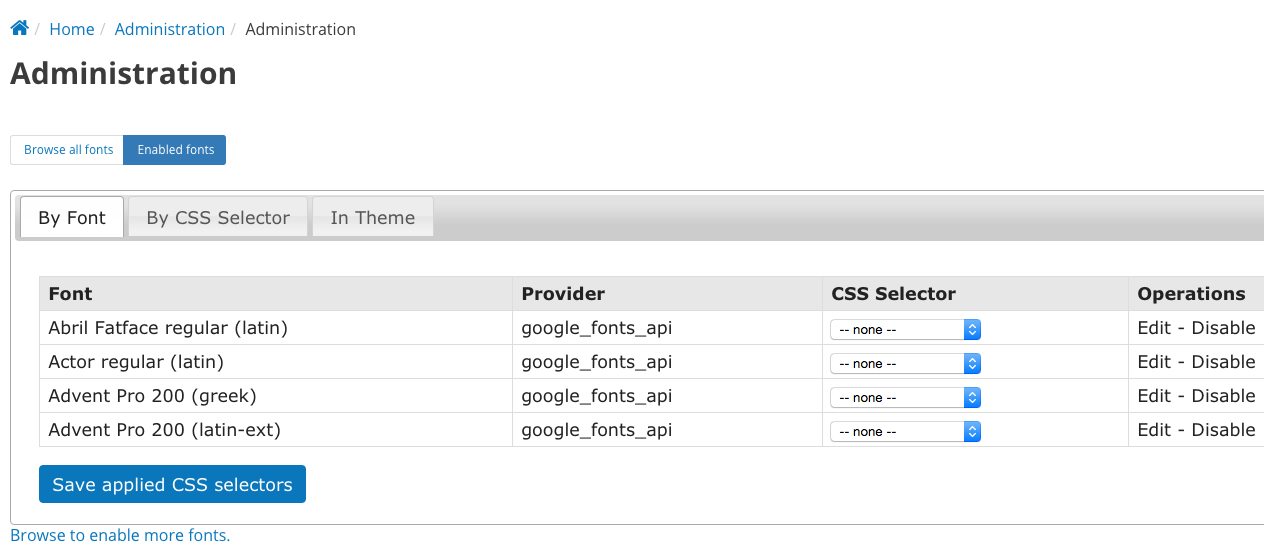 / Home / Administration / Administration
Administration
Browse all fonts Enabled fonts
By Font By CSS Selector In Theme
Font Provider CSS Selector Operations
Abril Fatface regular (latin) google_fonts_api -- none -- Edit - Disable
Actor regular (latin) google_fonts_api -- none -- Edit - Disable
Advent Pro 200 (greek) google_fonts_api -- none -- Edit - Disable
Advent Pro 200 (latin-ext) google_fonts_api -- none -- Edit - Disable
Save applied CSS selectors
Browse to enable more fonts.